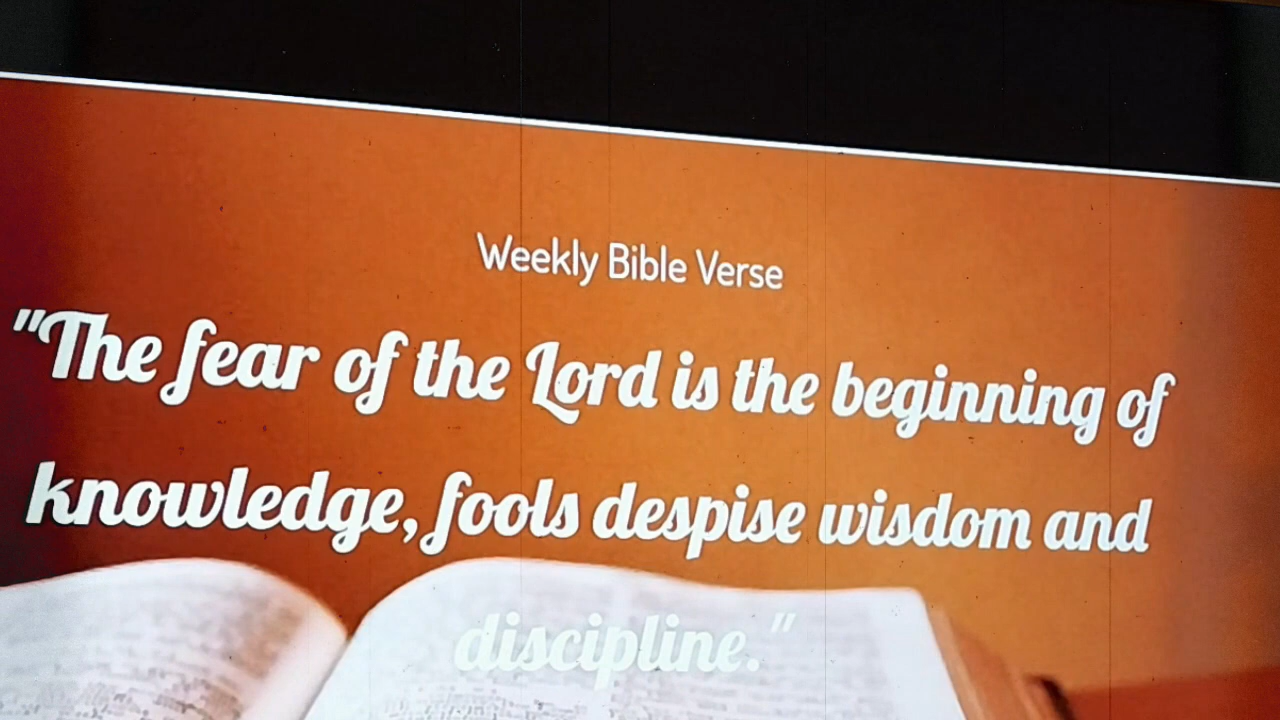 Weekly Bible Verse
"The fear of the Lord is the beginning of
knowledge, fools despise wisdom and
discipline."